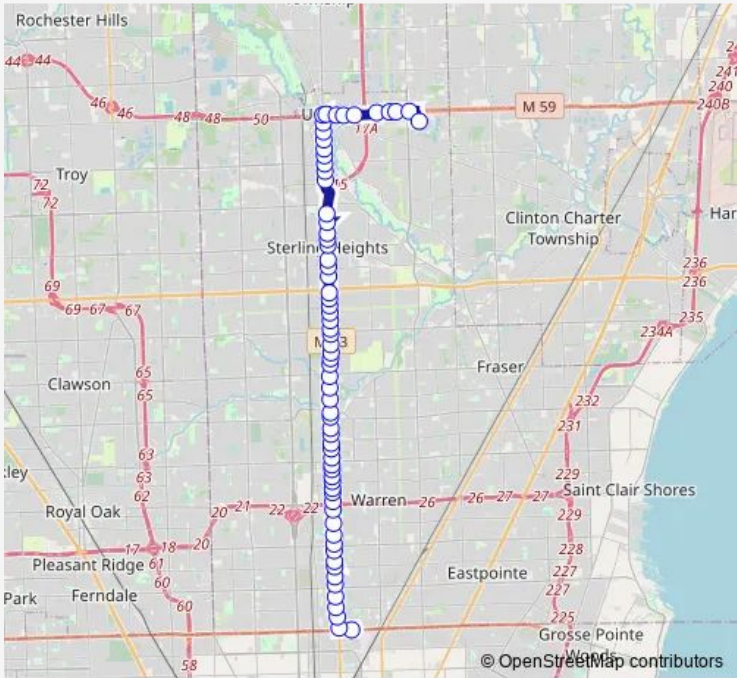 Rochester Hills
44 44
46
46
48 48
50
U
17A
M 59
24
241
240
240B
Troy
72
72
15
Clinton Charter
Township
Har
Sterling Heights
69
69 67 67
236
236
235
234A
Clawson
65
65
Fraser
232
231
63
63
62
229
Saint Clair Shores
229
Warren
26 26 27 27
22 22
21
20
20
Royal Oak
17 18
Pleasant Ridge
61
60
60
Park
Ferndale
228
227
227
225
Eastpointe
58
Grosse Pointe
Woods
© OpenStreetMap contributors